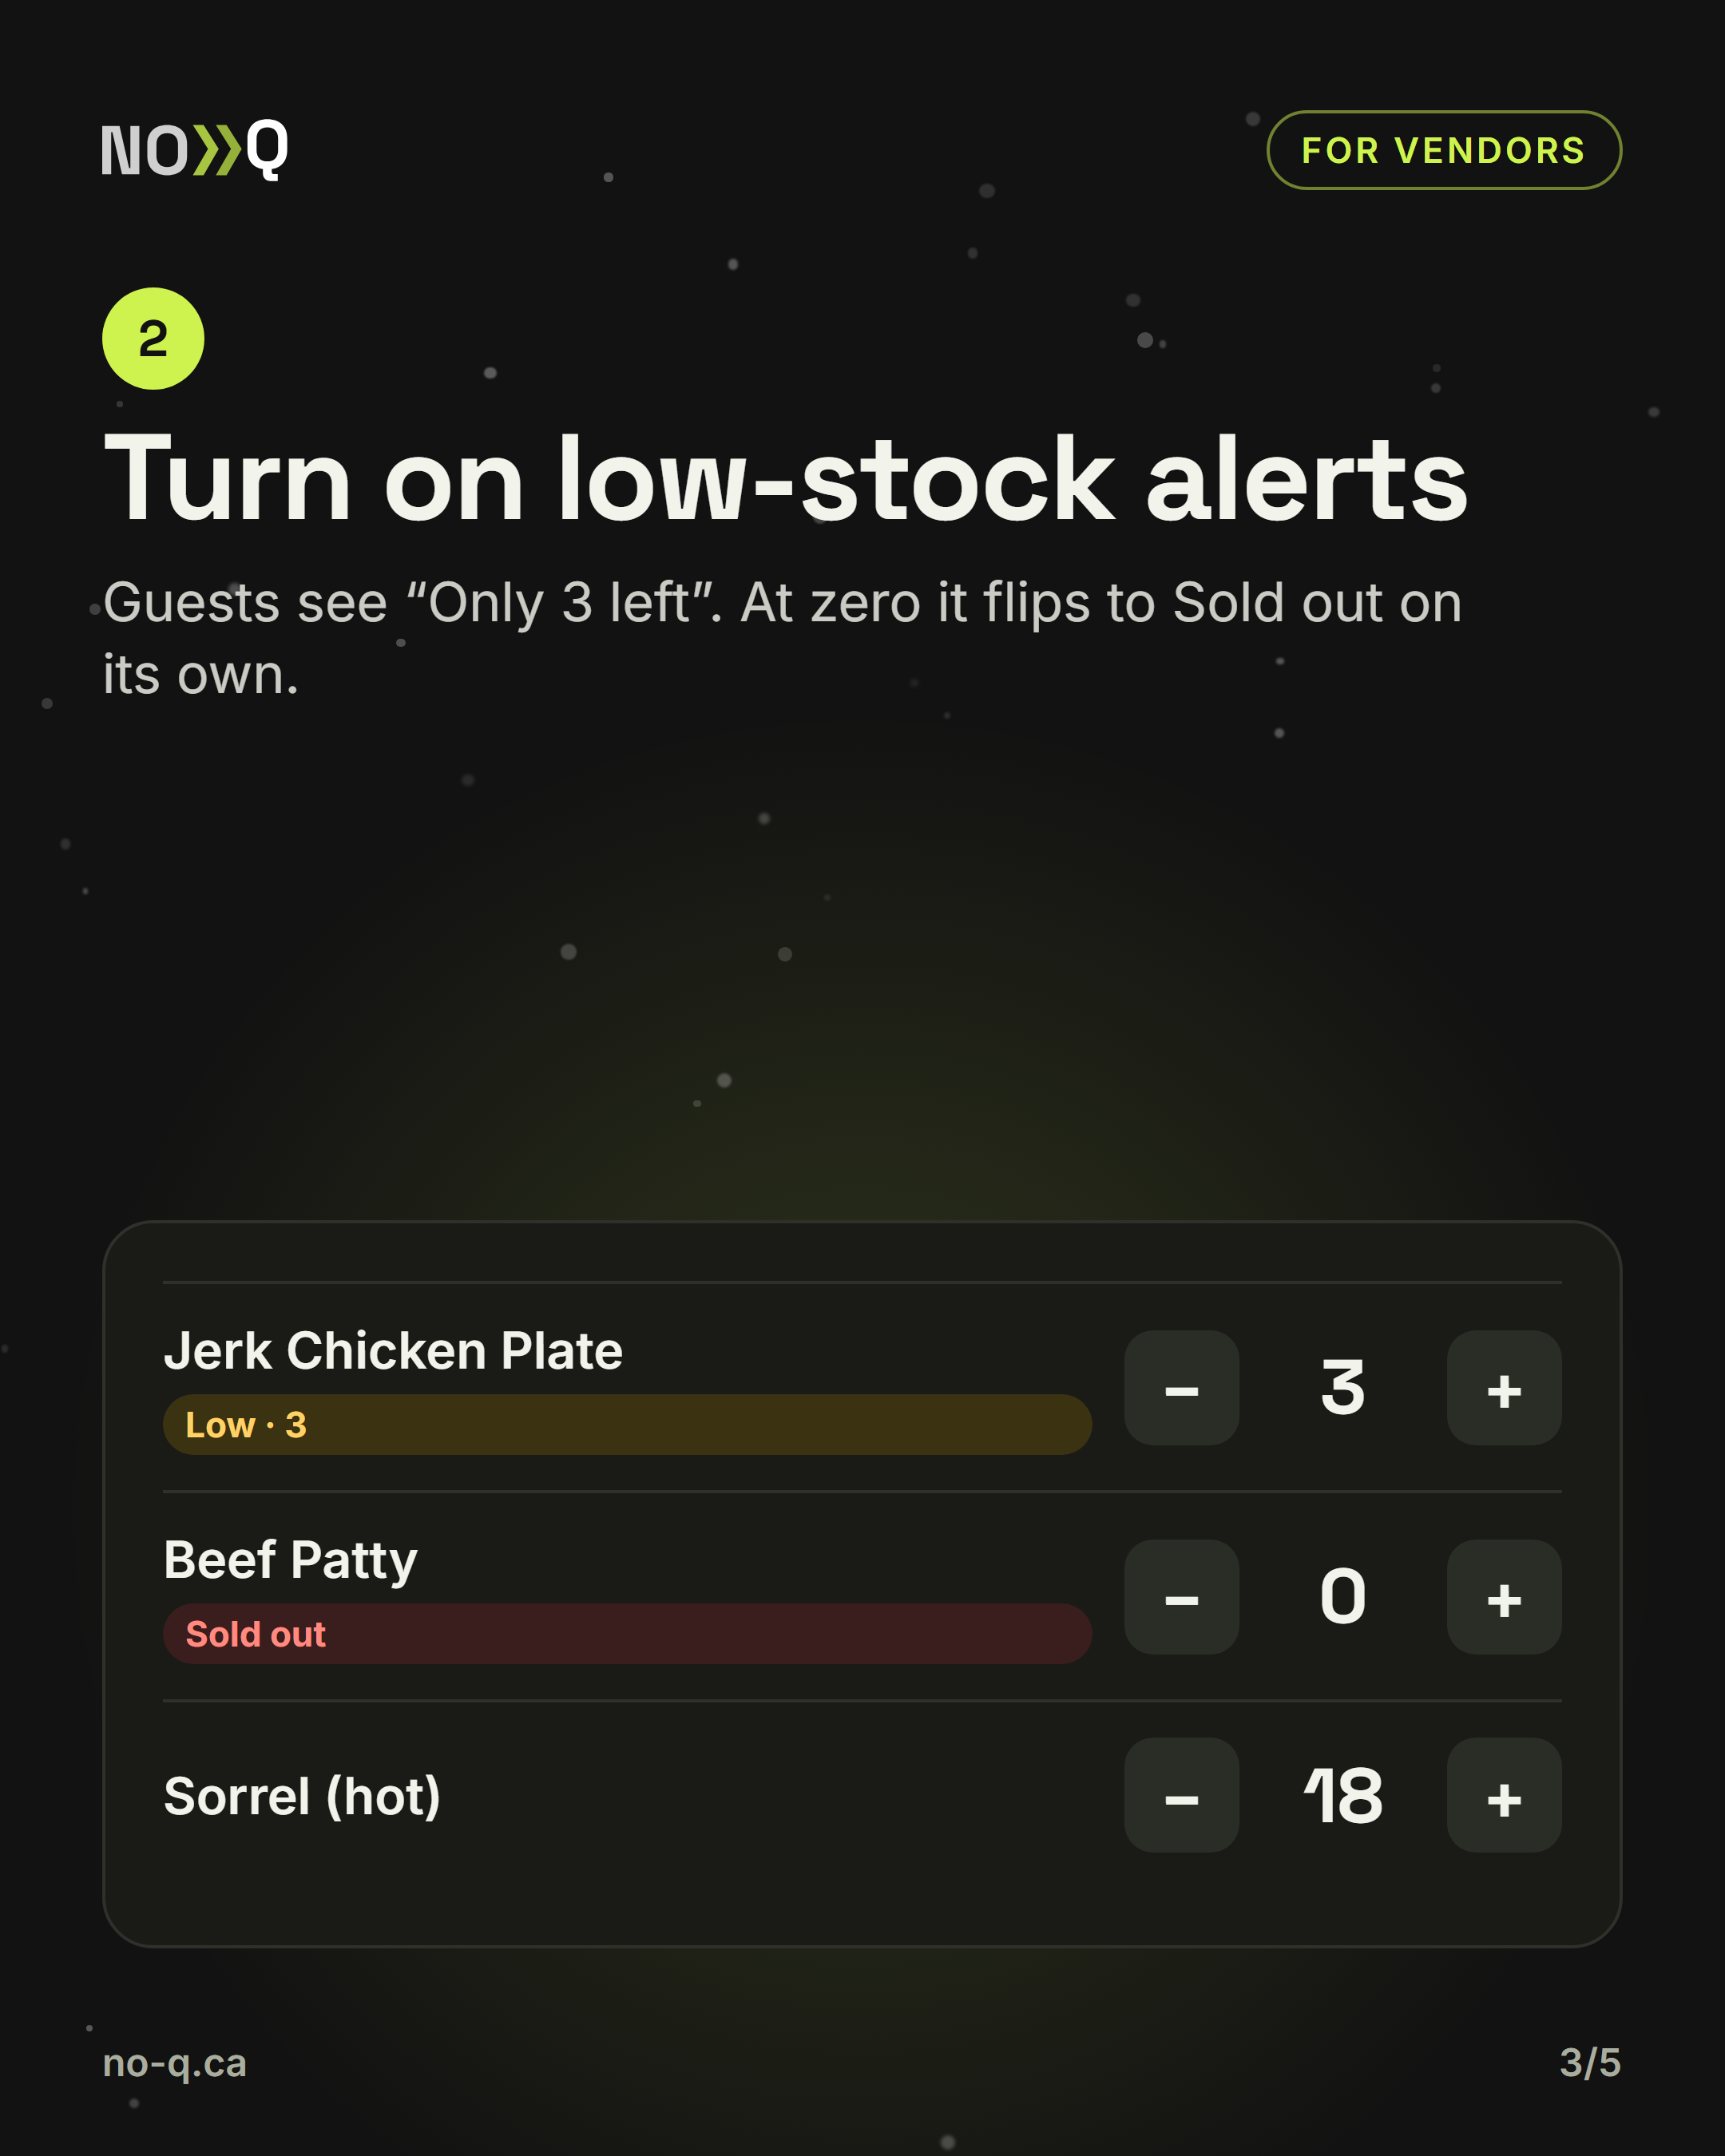 NO»Q
FOR VENDORS
2
Turn on low-stock alerts
Guests see “Only 3 left”. At zero it flips to Sold out on
its own.
Jerk Chicken Plate
Low · 3
− 3 +
Beef Patty
Sold out
− 0 +
Sorrel (hot)
− 18 +
no-q.ca
3/5